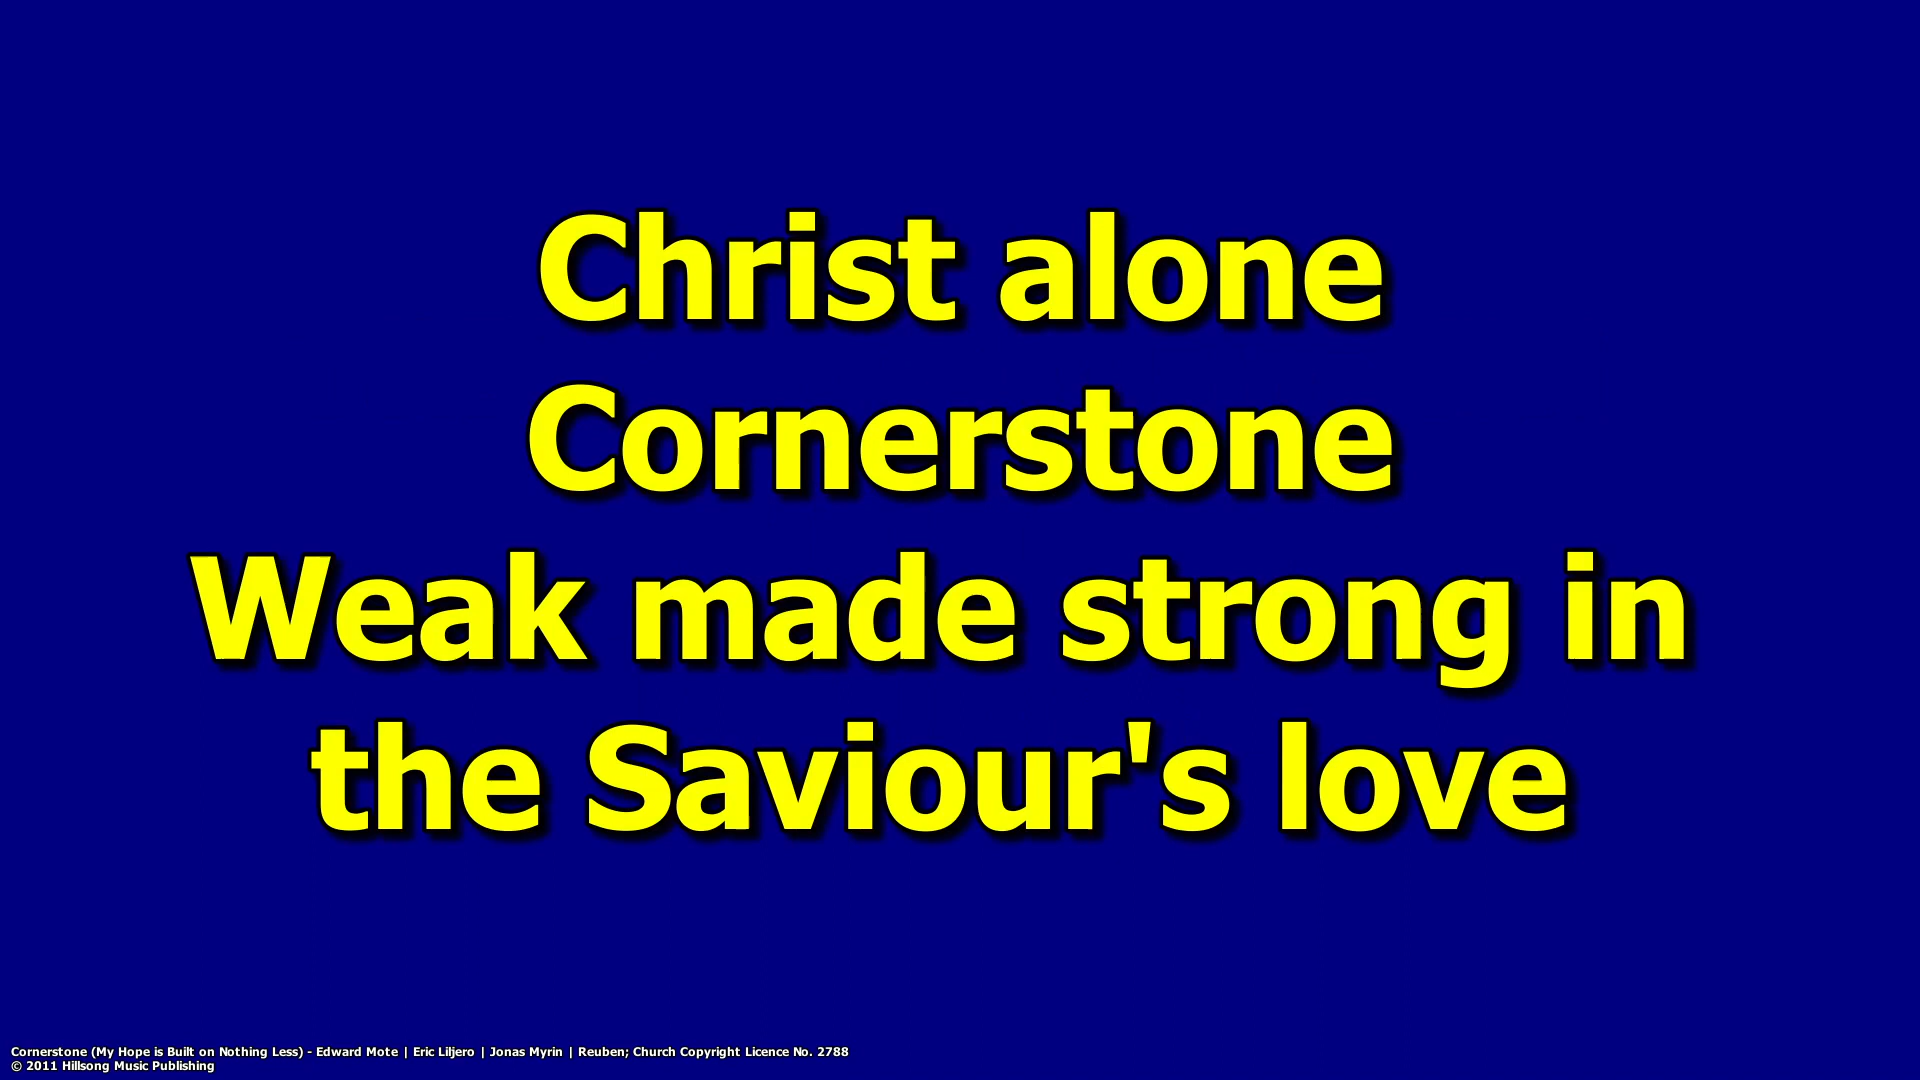 Christ alone
Cornerstone
Weak made strong in
the Saviour's love
Cornerstone (My Hope is Built on Nothing Less) - Edward Mote | Eric Liljero | Jonas Myrin | Reuben; Church Copyright Licence No. 2788
© 2011 Hillsong Music Publishing